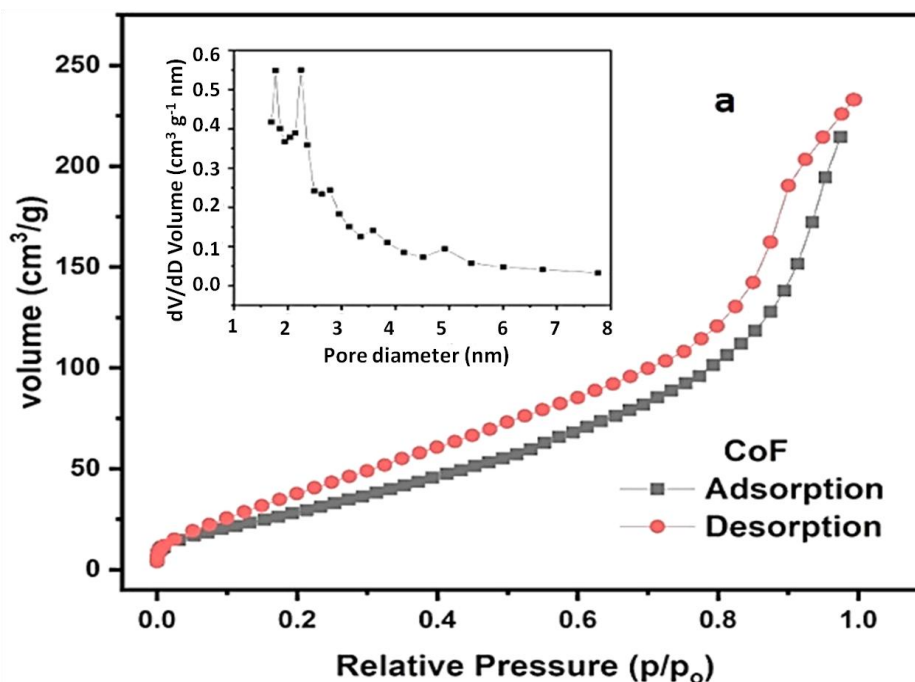 a
0.6
0.5
0.4
0.3
0.2
0.1
0.0
dV/dD Volume (cm³ g⁻¹ nm)
1 2 3 4 5 6 7 8
Pore diameter (nm)
250
200
150
100
50
0
volume (cm³/g)
CoF
Adsorption
Desorption
0.0 0.2 0.4 0.6 0.8 1.0
Relative Pressure (p/pₒ)